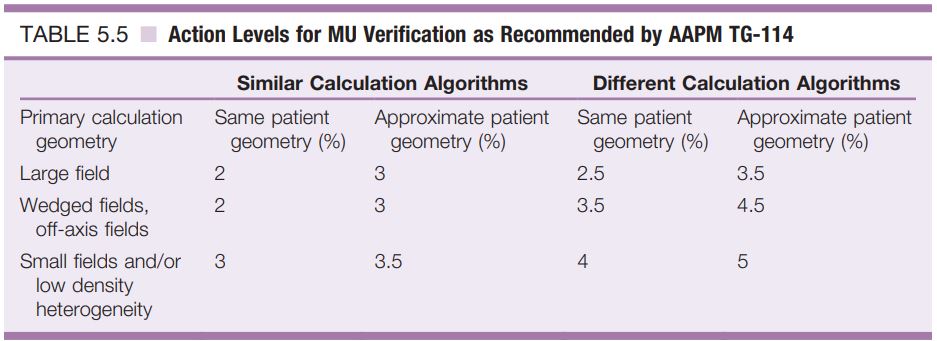 TABLE 5.5 ■ Action Levels for MU Verification as Recommended by AAPM TG-114
Similar Calculation Algorithms Different Calculation Algorithms
Primary calculation geometry Same patient geometry (%) Approximate patient geometry (%) Same patient geometry (%) Approximate patient geometry (%)
Large field 2 3 2.5 3.5
Wedged fields, off-axis fields 2 3 3.5 4.5
Small fields and/or low density heterogeneity 3 3.5 4 5